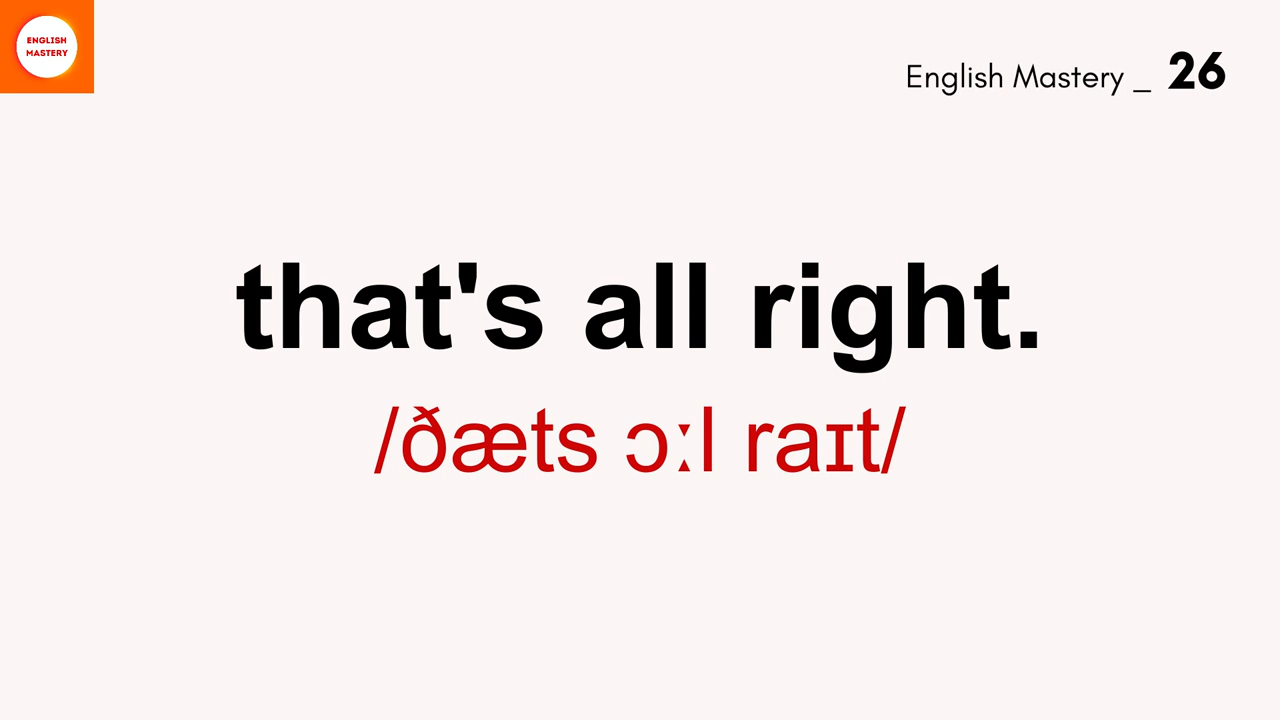 ENGLISH
MASTERY
English Mastery _ 26
that's all right.
/ðæts ɔːl raɪt/